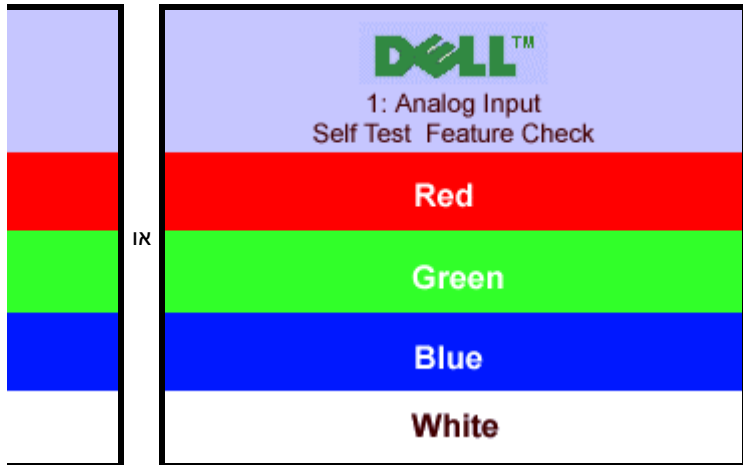 DELL™
1: Analog Input
Self Test Feature Check
Red
או
Green
Blue
White